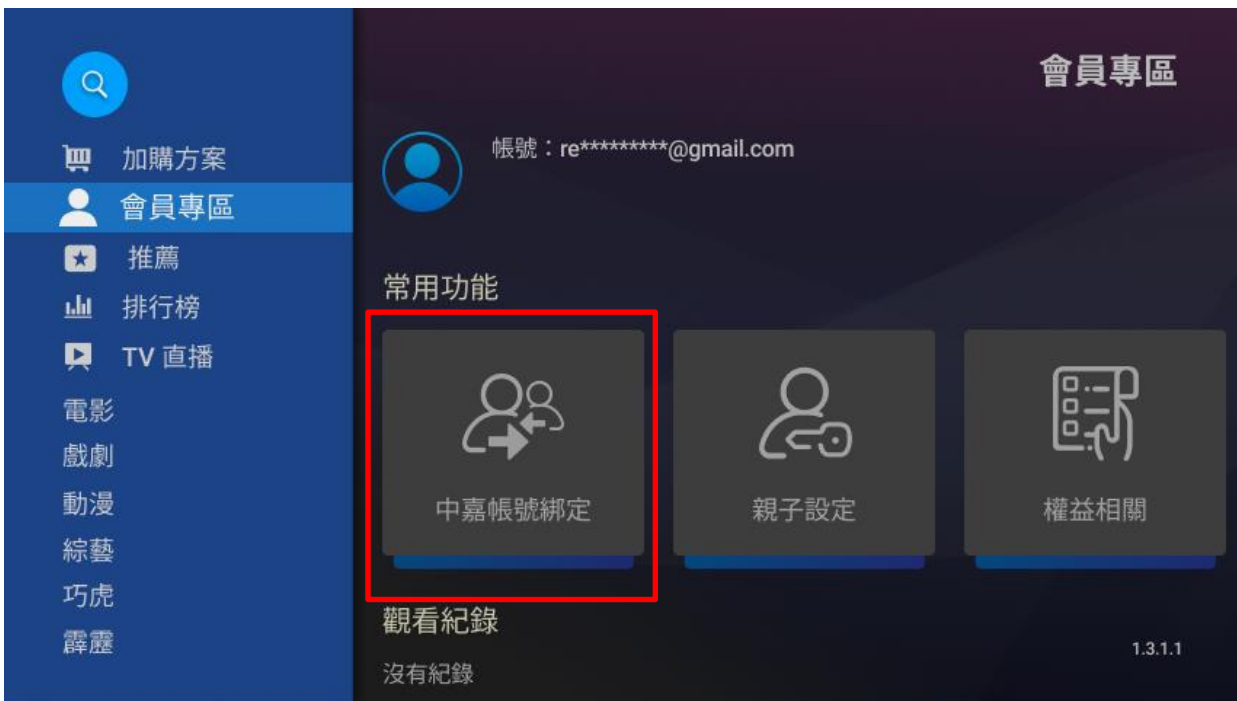 加購方案
會員專區
推薦
排行榜
TV 直播
電影
戲劇
動漫
綜藝
巧虎
霹靂
會員專區
帳號：re*********@gmail.com
常用功能
中嘉帳號綁定
親子設定
權益相關
觀看紀錄
沒有紀錄
1.3.1.1